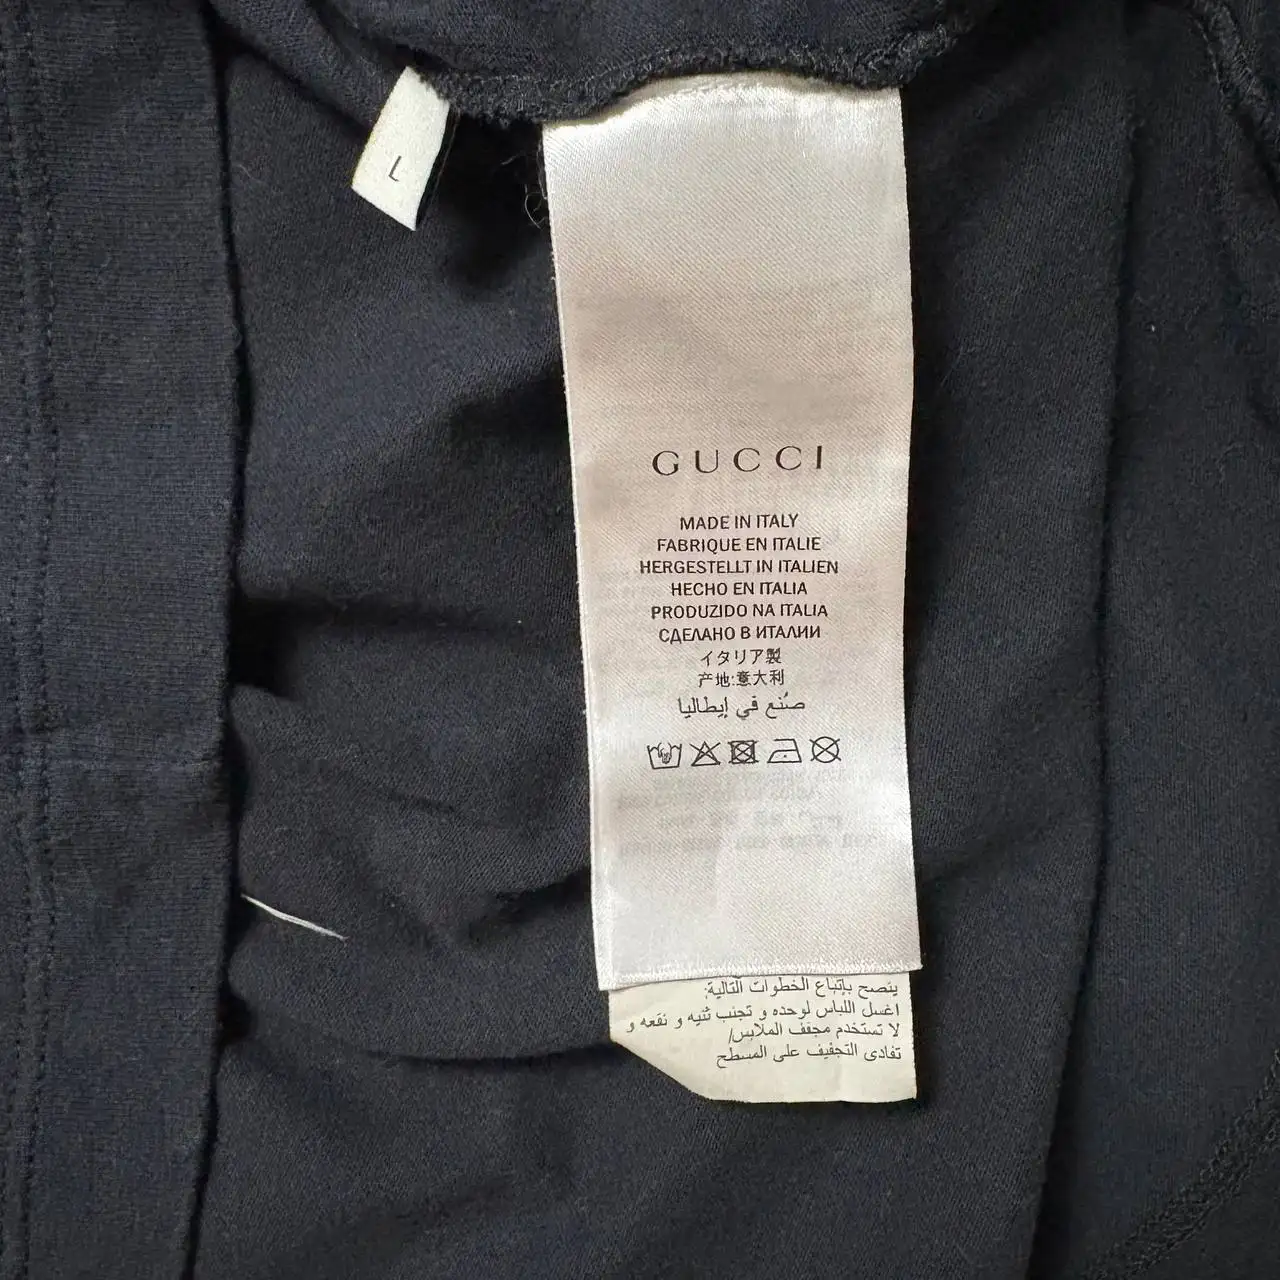 L
GUCCI
MADE IN ITALY
FABRIQUE EN ITALIE
HERGESTELLT IN ITALIEN
HECHO EN ITALIA
PRODUZIDO NA ITALIA
СДЕЛАНО В ИТАЛИИ
イタリア製
产地:意大利
صُنع في إيطاليا
ينصح بإتباع الخطوات التالية:
اغسل اللباس لوحده و تجنب ثنيه و نقعه و
لا تستخدم مجفف الملابس/
تفادى التجفيف على المسطح